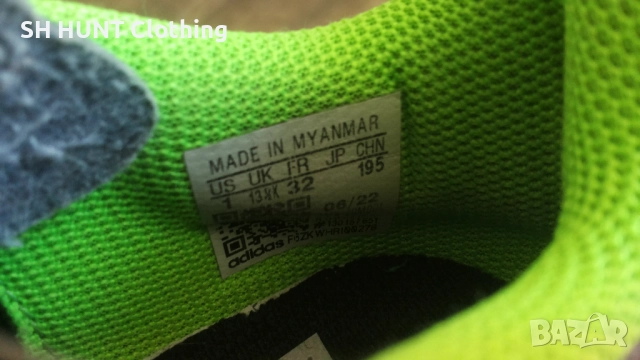 SH HUNT Clothing
MADE IN MYANMAR
US UK FR JP CHN
1 13½K 32 195
06/22
adidas
BAZAR